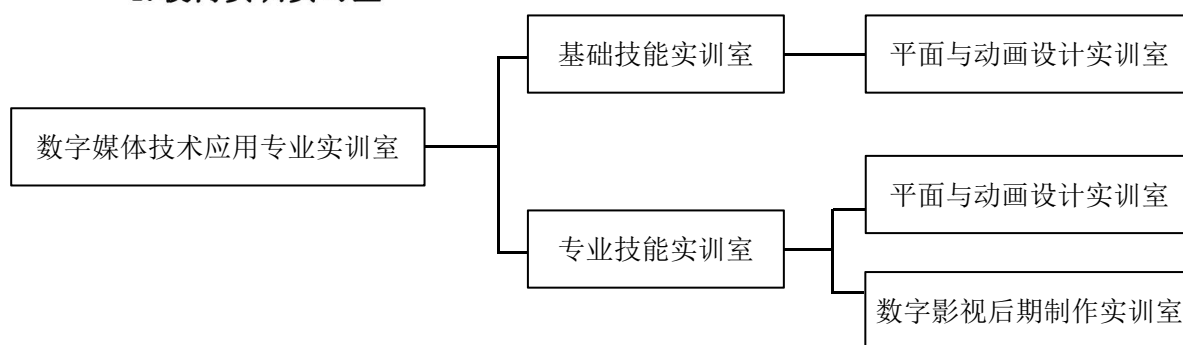 基础技能实训室
平面与动画设计实训室
数字媒体技术应用专业实训室
平面与动画设计实训室
专业技能实训室
数字影视后期制作实训室